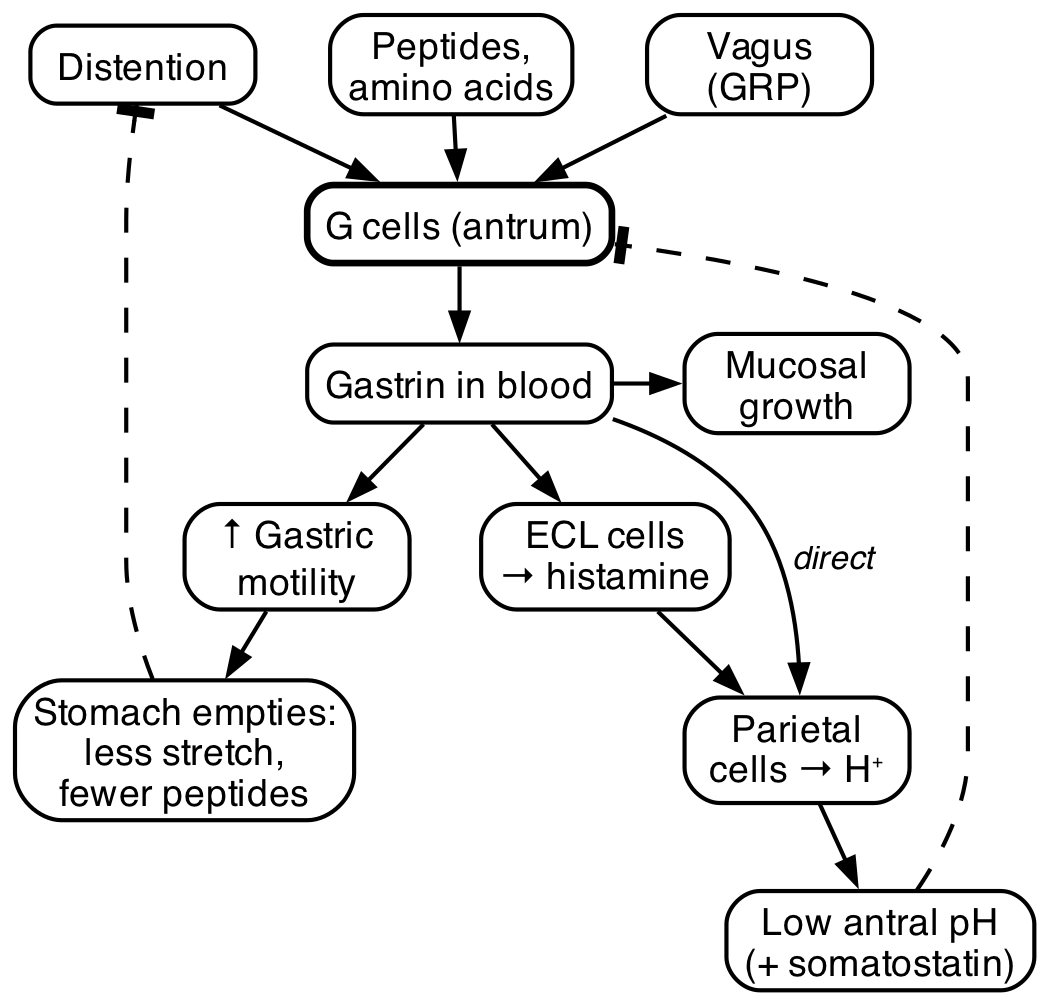 Distention
Peptides,
amino acids
Vagus
(GRP)
G cells (antrum)
Gastrin in blood
Mucosal
growth
↑ Gastric
motility
ECL cells
→ histamine
direct
Stomach empties:
less stretch,
fewer peptides
Parietal
cells → H⁺
Low antral pH
(+ somatostatin)